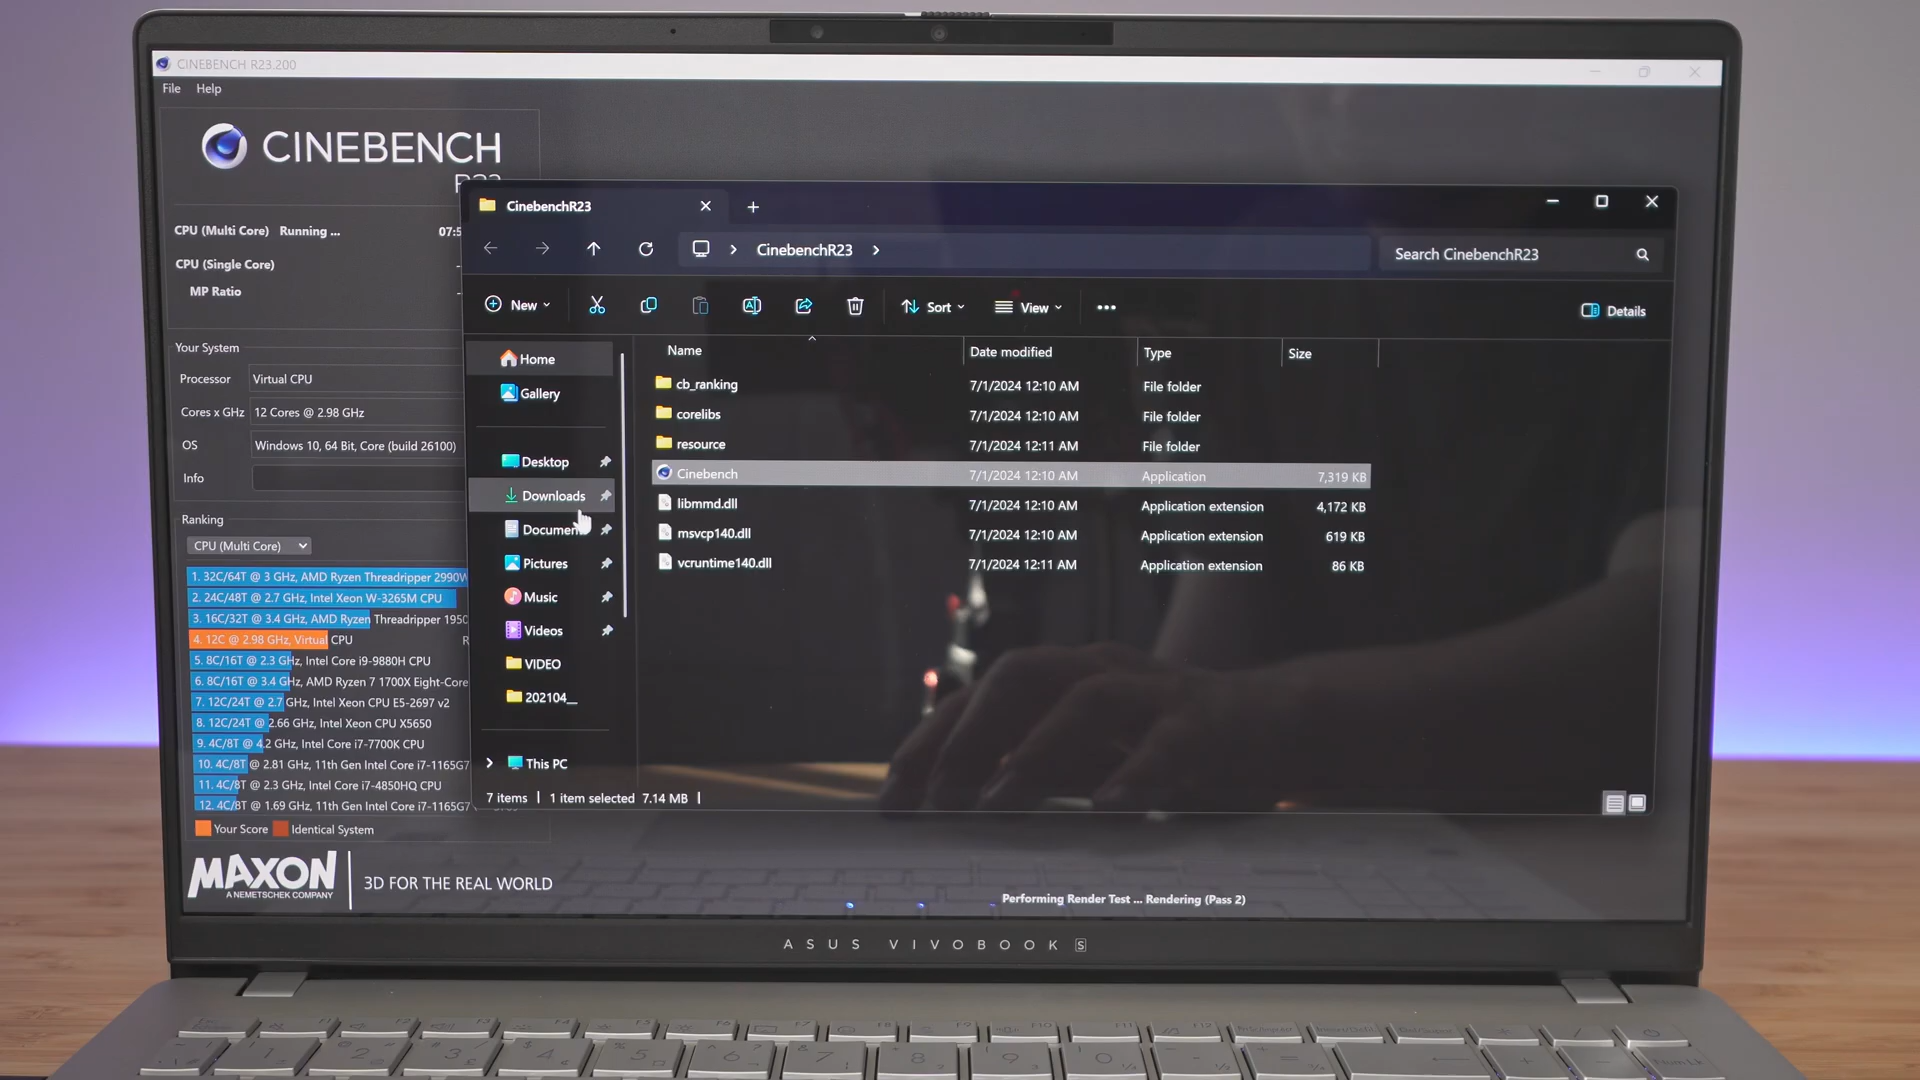 CINEBENCH R23.200
File Help
CINEBENCH
R23
CPU (Multi Core) Running ...
CPU (Single Core)
MP Ratio
Your System
Processor Virtual CPU
Cores x GHz 12 Cores @ 2.98 GHz
OS Windows 10, 64 Bit, Core (build 26100)
Info
Ranking
CPU (Multi Core)
1. 32C/64T @ 3 GHz, AMD Ryzen Threadripper 2990W
2. 24C/48T @ 2.7 GHz, Intel Xeon W-3265M CPU
3. 16C/32T @ 3.4 GHz, AMD Ryzen Threadripper 1950
4. 12C @ 2.98 GHz, Virtual CPU
5. 8C/16T @ 2.3 GHz, Intel Core i9-9880H CPU
6. 8C/16T @ 3.4 GHz, AMD Ryzen 7 1700X Eight-Core
7. 12C/24T @ 2.7 GHz, Intel Xeon CPU E5-2697 v2
8. 12C/24T @ 2.66 GHz, Intel Xeon CPU X5650
9. 4C/8T @ 4.2 GHz, Intel Core i7-7700K CPU
10. 4C/8T @ 2.81 GHz, 11th Gen Intel Core i7-1165G7
11. 4C/8T @ 2.3 GHz, Intel Core i7-4850HQ CPU
12. 4C/8T @ 1.69 GHz, 11th Gen Intel Core i7-1165G7
Your Score Identical System
MAXON
A NEMETSCHEK COMPANY
3D FOR THE REAL WORLD
CinebenchR23
CinebenchR23
Search CinebenchR23
New Sort View Details
Home
Gallery
Desktop
Downloads
Documen
Pictures
Music
Videos
VIDEO
202104__
This PC
Name Date modified Type Size
cb_ranking 7/1/2024 12:10 AM File folder
corelibs 7/1/2024 12:10 AM File folder
resource 7/1/2024 12:11 AM File folder
Cinebench 7/1/2024 12:10 AM Application 7,319 KB
libmmd.dll 7/1/2024 12:10 AM Application extension 4,172 KB
msvcp140.dll 7/1/2024 12:10 AM Application extension 619 KB
vcruntime140.dll 7/1/2024 12:11 AM Application extension 86 KB
7 items 1 item selected 7.14 MB
Performing Render Test ... Rendering (Pass 2)
ASUS VIVOBOOK S